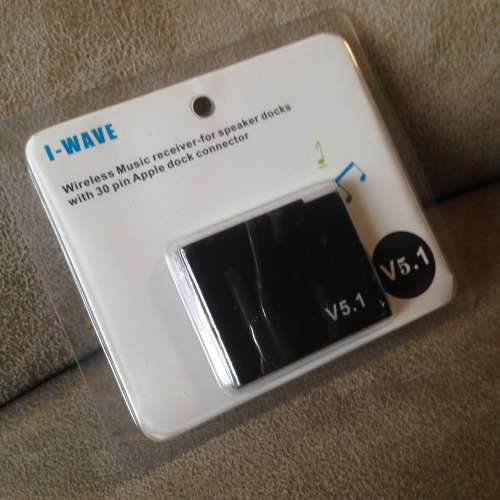 I-WAVE
Wireless Music receiver-for speaker docks
with 30 pin Apple dock connector
V5.1
V5.1